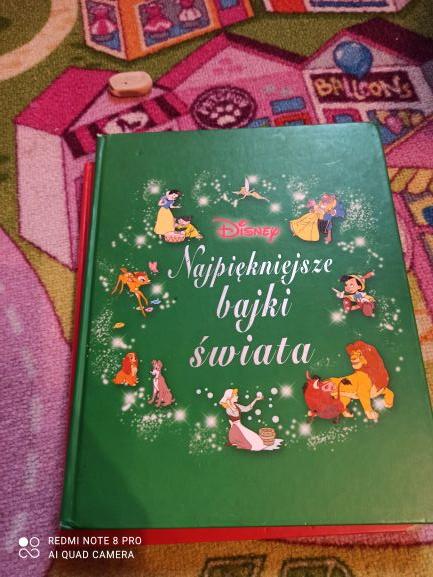 BALLOONS
DISNEY
Najpiękniejsze
bajki
świata
REDMI NOTE 8 PRO
AI QUAD CAMERA